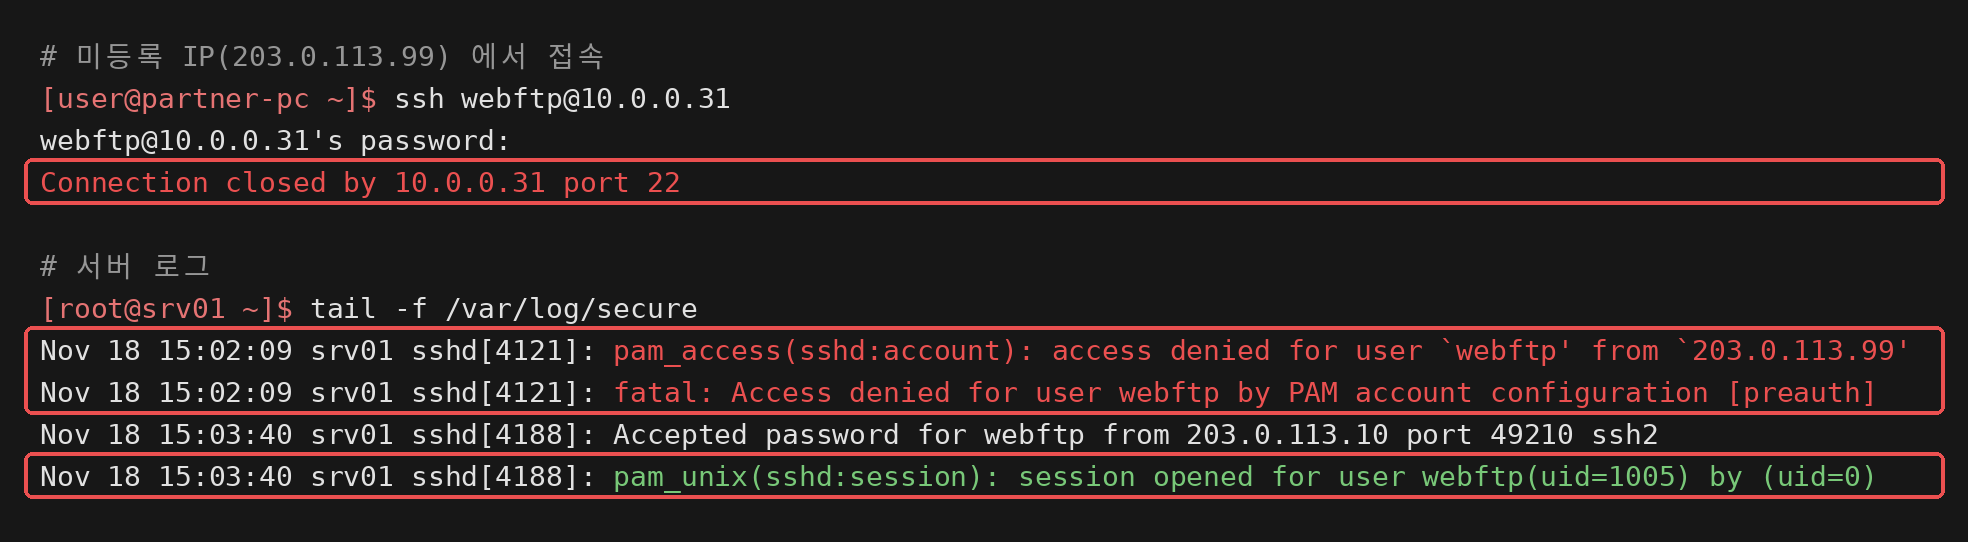 # 미등록 IP(203.0.113.99) 에서 접속
[user@partner-pc ~]$ ssh webftp@10.0.0.31
webftp@10.0.0.31's password:
Connection closed by 10.0.0.31 port 22
# 서버 로그
[root@srv01 ~]$ tail -f /var/log/secure
Nov 18 15:02:09 srv01 sshd[4121]: pam_access(sshd:account): access denied for user `webftp' from `203.0.113.99'
Nov 18 15:02:09 srv01 sshd[4121]: fatal: Access denied for user webftp by PAM account configuration [preauth]
Nov 18 15:03:40 srv01 sshd[4188]: Accepted password for webftp from 203.0.113.10 port 49210 ssh2
Nov 18 15:03:40 srv01 sshd[4188]: pam_unix(sshd:session): session opened for user webftp(uid=1005) by (uid=0)